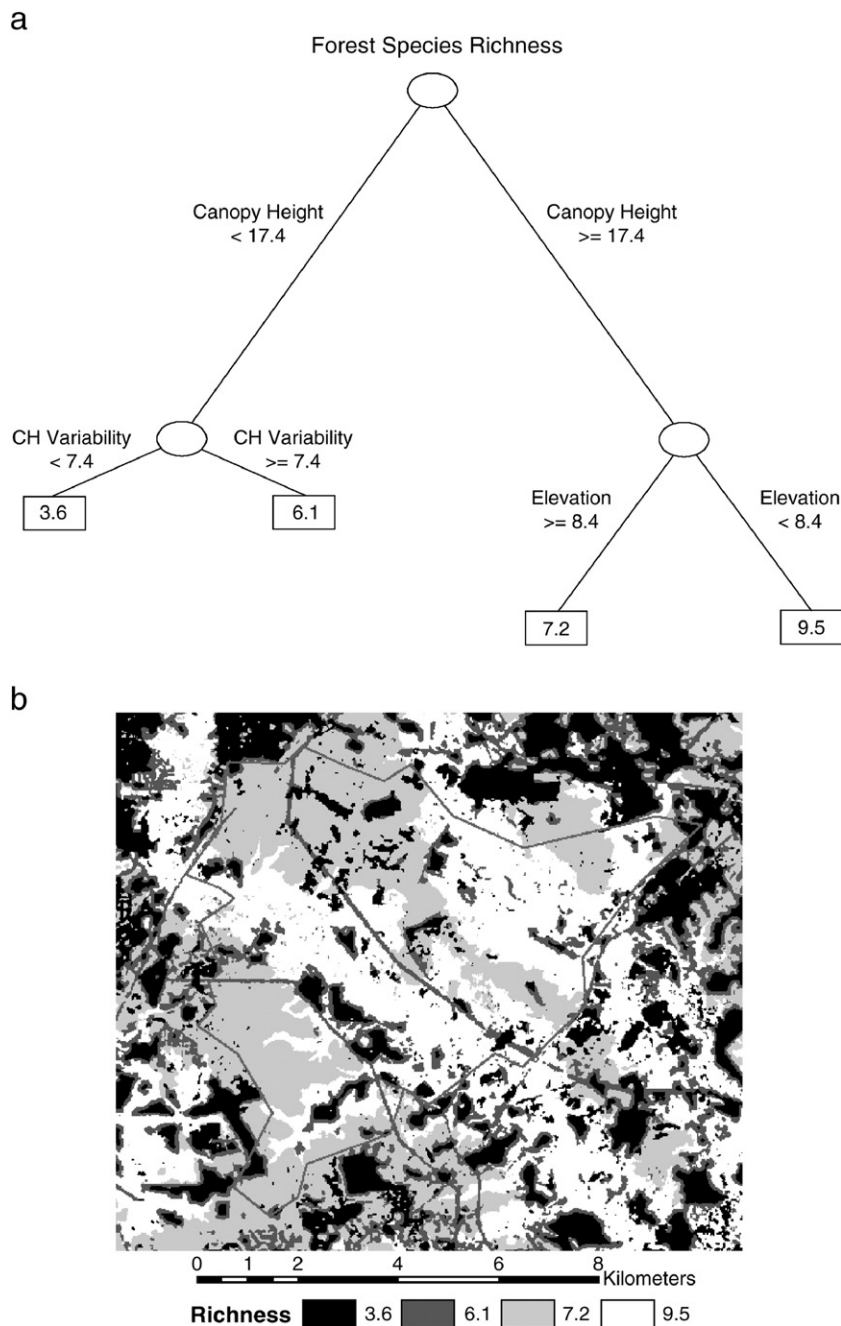 a
Forest Species Richness
Canopy Height
< 17.4
Canopy Height
>= 17.4
CH Variability
< 7.4
CH Variability
>= 7.4
3.6
6.1
Elevation
>= 8.4
Elevation
< 8.4
7.2
9.5
b
0 1 2 4 6 8
Kilometers
Richness 3.6 6.1 7.2 9.5